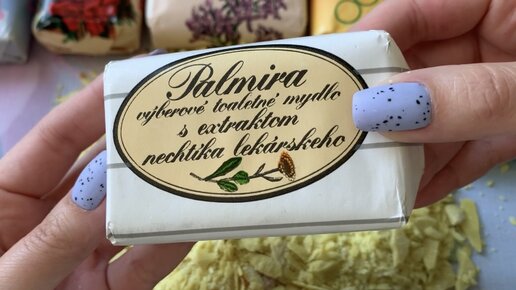 Palmira
výberové toaletné mydlo
s extraktom
nechtíka lekárskeho